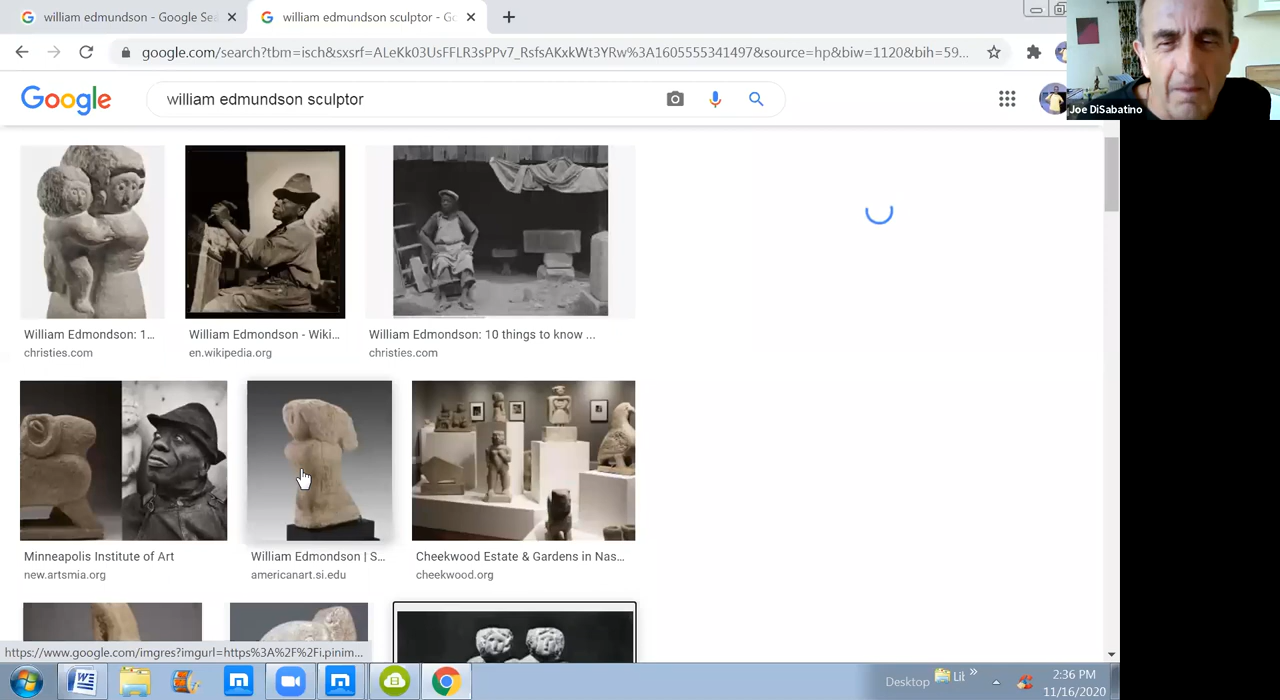 william edmundson - Google Sea
william edmundson sculptor - Go
google.com/search?tbm=isch&sxsrf=ALeKk03UsFFLR3sPPv7_RsfsAKxkWt3YRw%3A1605555341497&source=hp&biw=1120&bih=59...
Joe DiSabatino
Google
william edmundson sculptor
William Edmondson: 1...
christies.com
William Edmondson - Wiki...
en.wikipedia.org
William Edmondson: 10 things to know ...
christies.com
Minneapolis Institute of Art
new.artsmia.org
William Edmondson | S...
americanart.si.edu
Cheekwood Estate & Gardens in Nas...
cheekwood.org
https://www.google.com/imgres?imgurl=https%3A%2F%2Fi.pinim...
Desktop
Lib
»
2:36 PM
11/16/2020